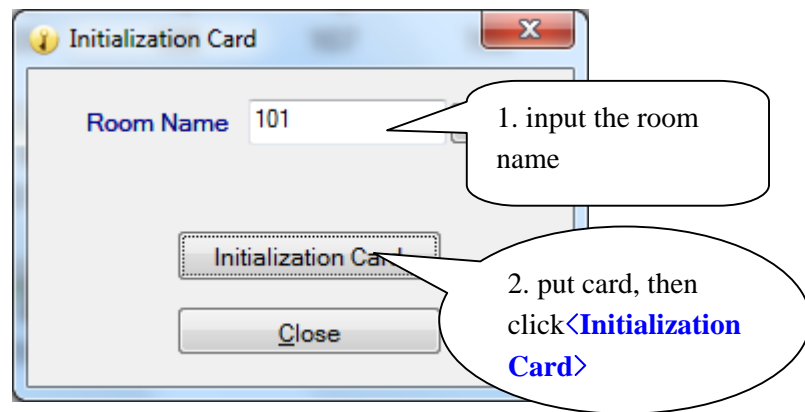 Initialization Card
Room Name 101
1. input the room
name
Initialization Card
2. put card, then
click<Initialization
Card>
Close